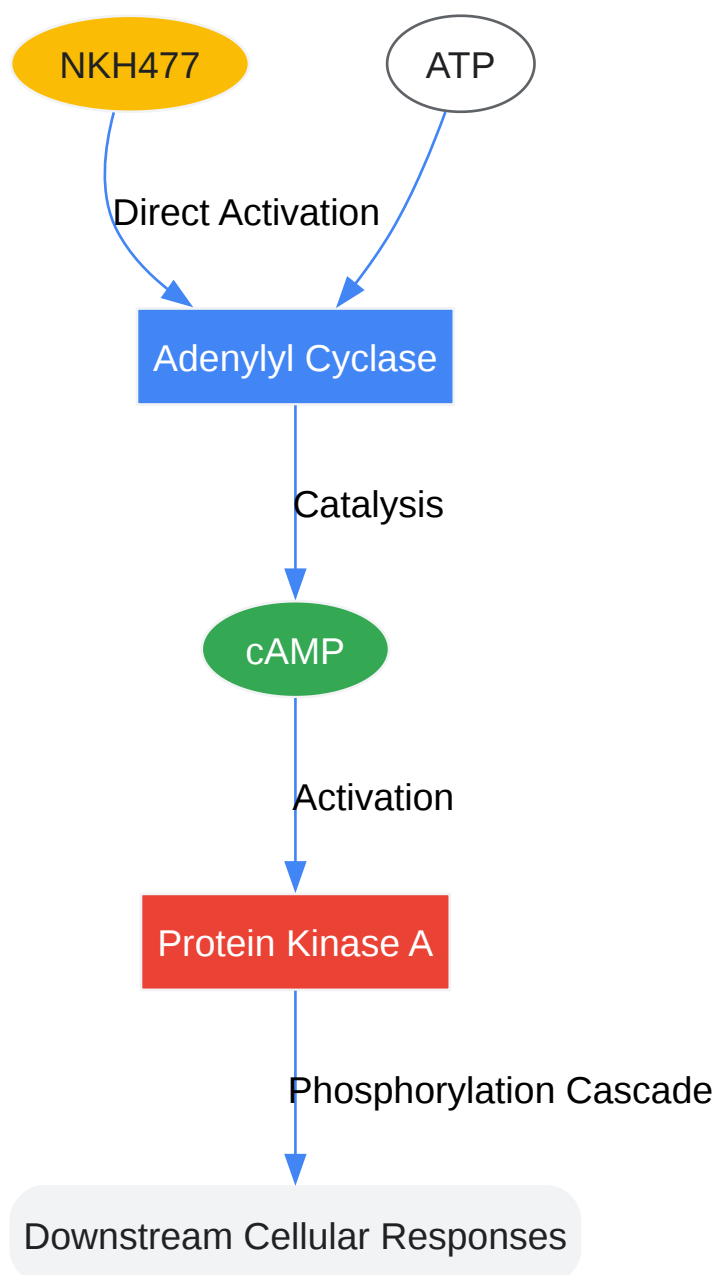 NKH477
ATP
Direct Activation
Adenylyl Cyclase
Catalysis
cAMP
Activation
Protein Kinase A
Phosphorylation Cascade
Downstream Cellular Responses